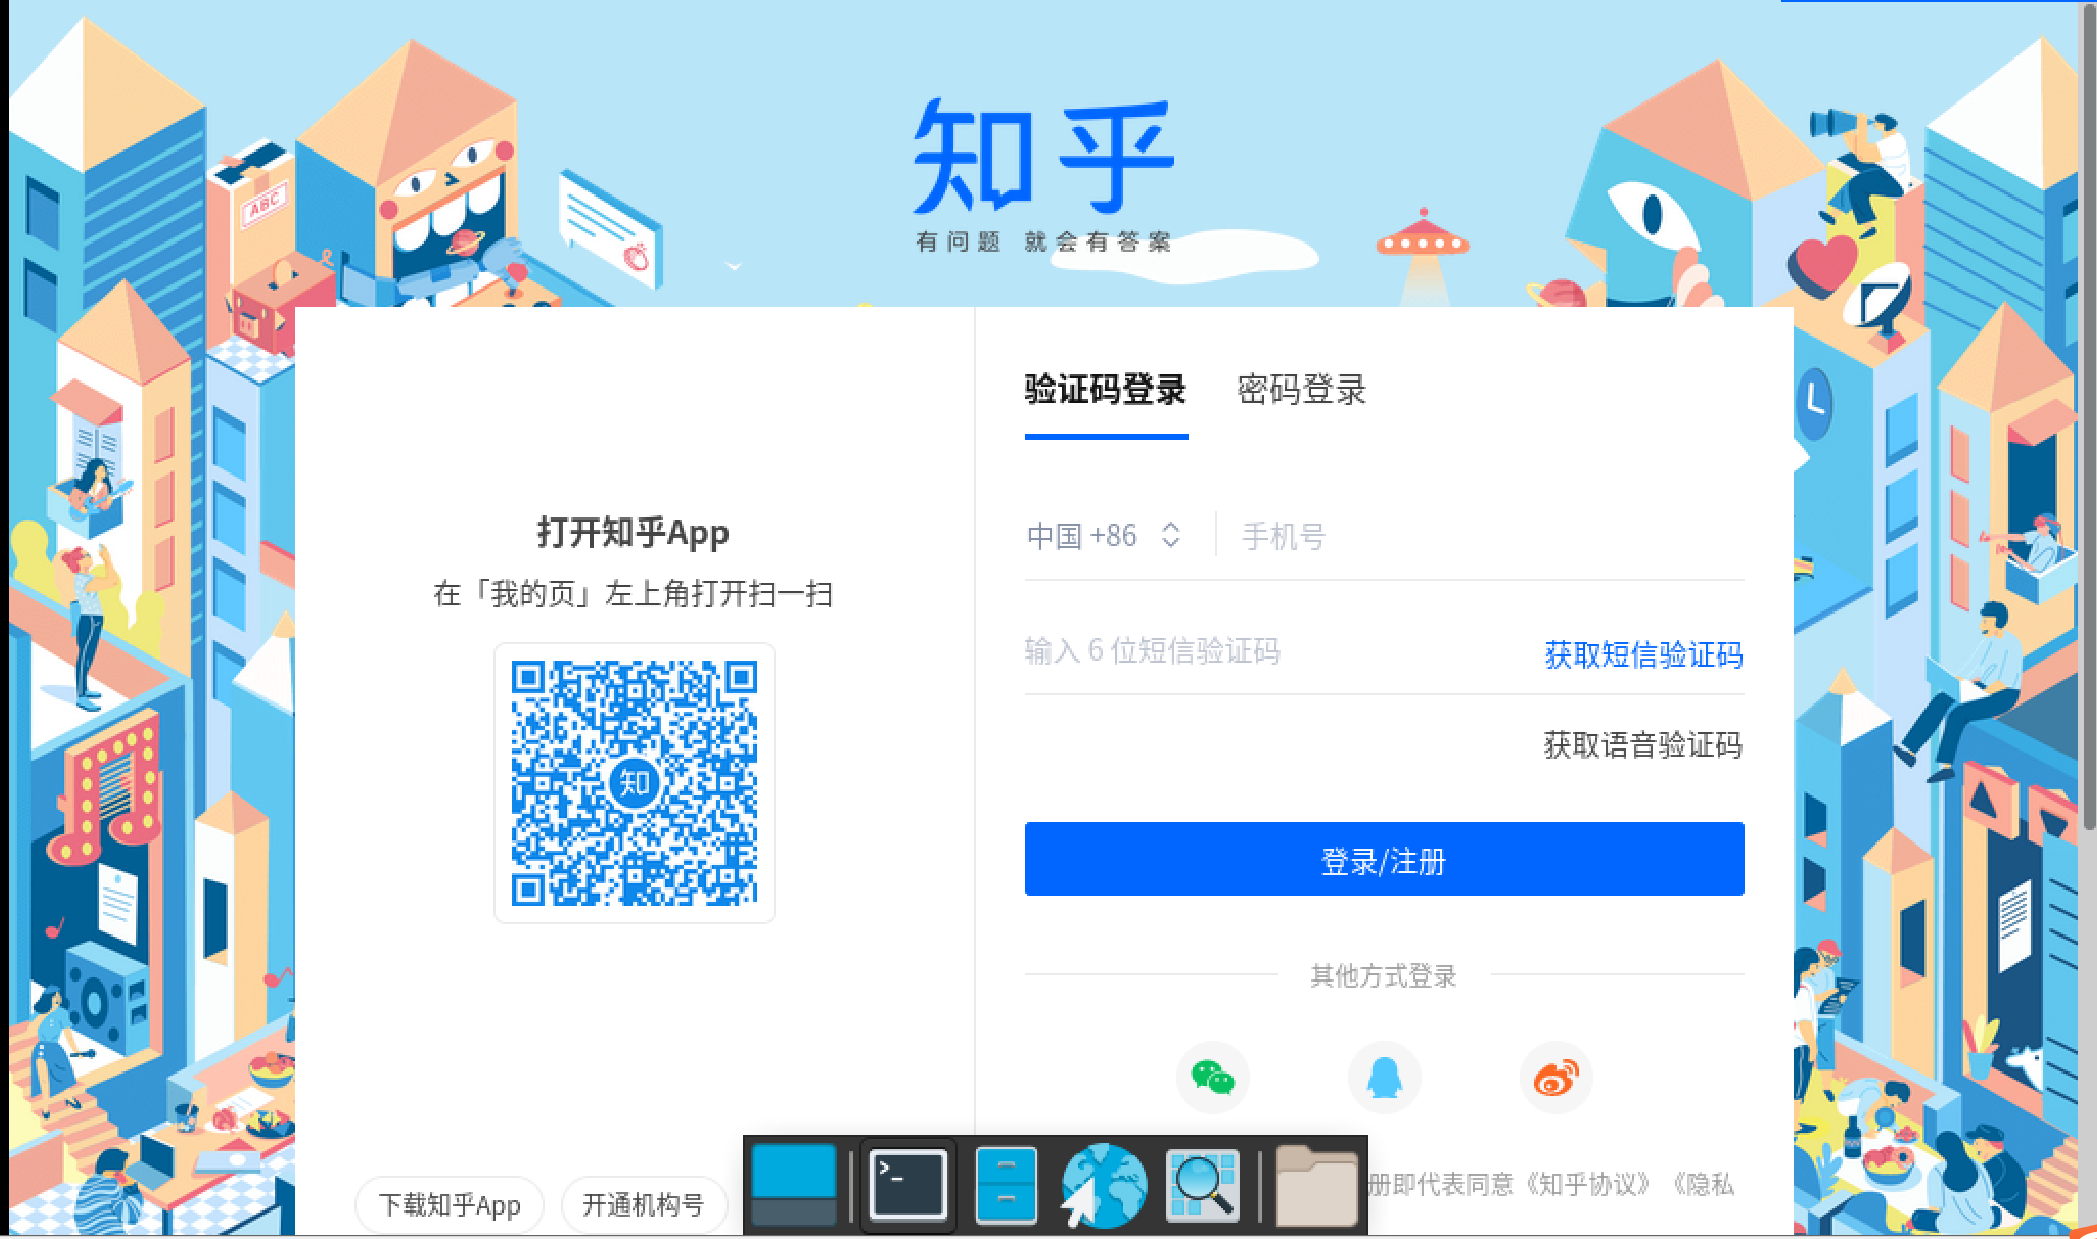 知乎
有问题 就会有答案
ABC
打开知乎App
在「我的页」左上角打开扫一扫
知
下载知乎App
开通机构号
验证码登录
密码登录
中国 +86
手机号
输入 6 位短信验证码
获取短信验证码
获取语音验证码
登录/注册
其他方式登录
册即代表同意《知乎协议》《隐私